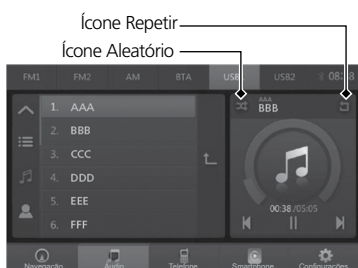 Ícone Repetir
Ícone Aleatório
FM1 FM2 AM BTA USB USB2 08:
1. AAA
2. BBB
3. CCC
4. DDD
5. EEE
6. FFF
AAA
BBB
00:38 /05:05
Navegação Áudio Telefone Smartphone Configurações